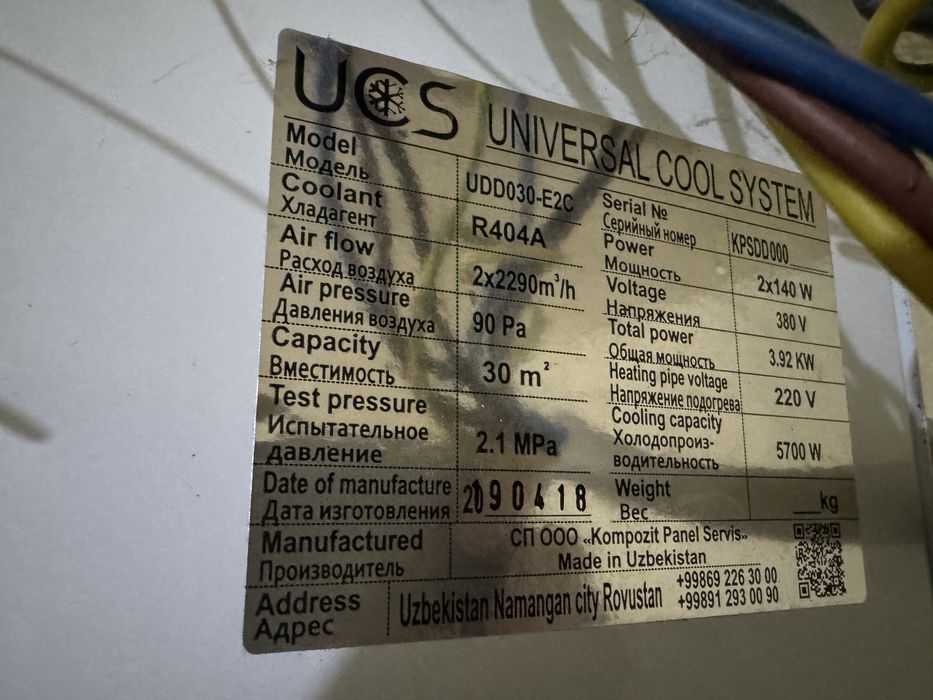 UCS UNIVERSAL COOL SYSTEM
Model
Модель
UDD030-E2C
Coolant
Хладагент
R404A
Air flow
Расход воздуха
2x2290m³/h
Air pressure
Давления воздуха
90 Pa
Capacity
Вместимость
30 m²
Test pressure
Испытательное
давление
2.1 MPa
Date of manufacture
Дата изготовления
Serial №
Серийный номер
KPSDD000
Power
Мощность
2x140 W
Voltage
Напряжения
380 V
Total power
Общая мощность
3.92 KW
Heating pipe voltage
Напряжение подогрева
220 V
Cooling capacity
Холодопроиз-
водительность
5700 W
Weight
Вес
___kg
Manufactured
Производитель
СП ООО «Kompozit Panel Servis»
Made in Uzbekistan
Address
Адрес
Uzbekistan Namangan city Rovustan
+99869 226 30 00
+99891 293 00 90